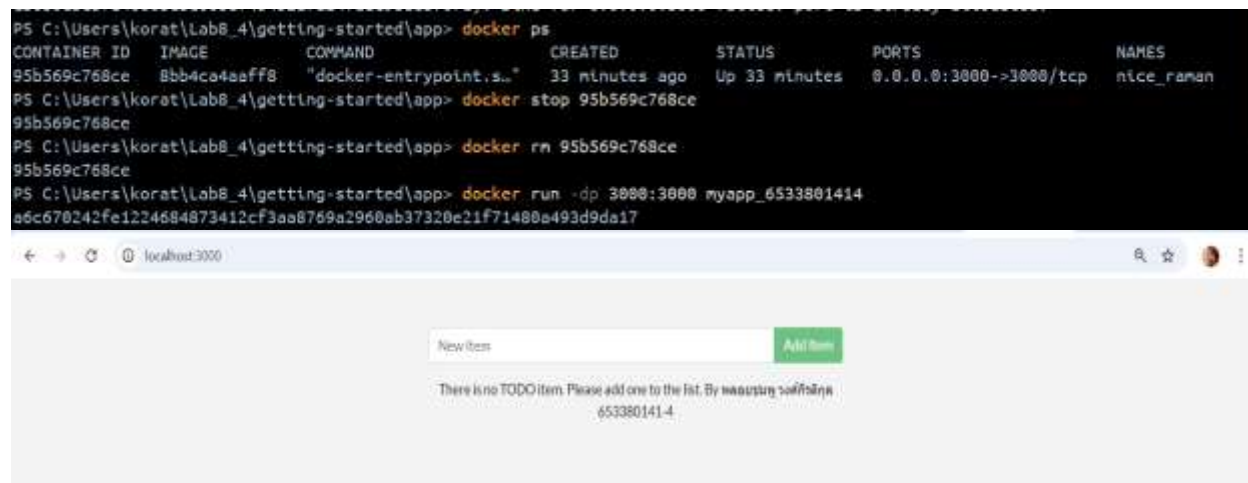 PS C:\Users\korat\Lab8_4\getting-started\app> docker ps
CONTAINER ID IMAGE COMMAND CREATED STATUS PORTS NAMES
95b569c768ce 8bb4ca4aaff8 "docker-entrypoint.s…" 33 minutes ago Up 33 minutes 0.0.0.0:3000->3000/tcp nice_raman
PS C:\Users\korat\Lab8_4\getting-started\app> docker stop 95b569c768ce
95b569c768ce
PS C:\Users\korat\Lab8_4\getting-started\app> docker rm 95b569c768ce
95b569c768ce
PS C:\Users\korat\Lab8_4\getting-started\app> docker run -dp 3000:3000 myapp_6533801414
a6c670242fe1224684873412cf3aa8769a2960ab37320e21f71480a493d9da17
localhost:3000
New Item
Add Item
There is no TODO item. Please add one to the list. By
653380141-4